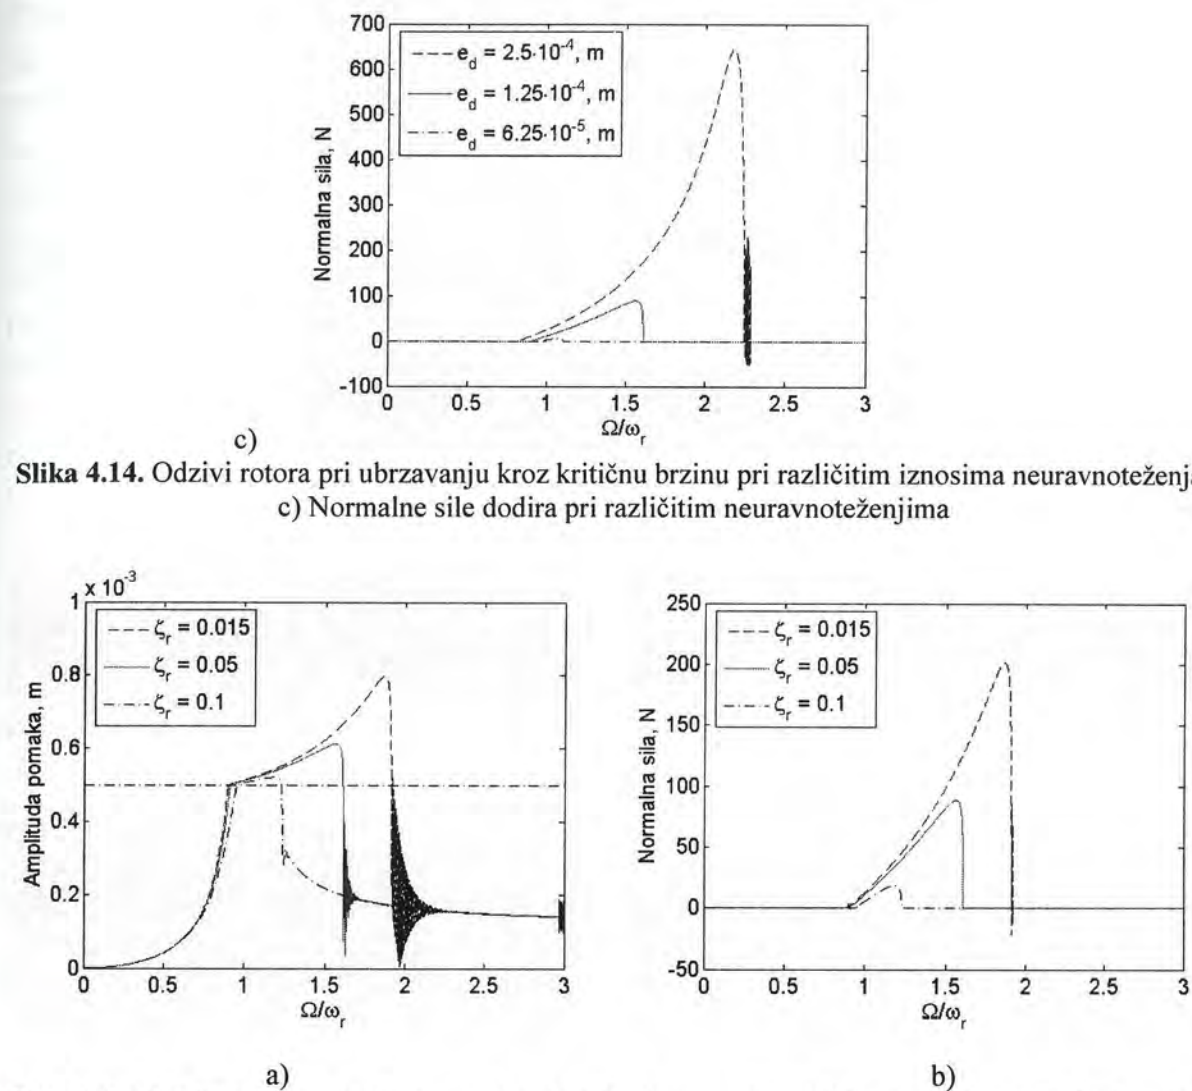 700
600
500
400
300
200
100
0
-100
Normalna sila, N
e_d = 2.5·10⁻⁴, m
e_d = 1.25·10⁻⁴, m
e_d = 6.25·10⁻⁵, m
0 0.5 1 1.5 2 2.5 3
Ω/ω_r
c)
Slika 4.14. Odzivi rotora pri ubrzavanju kroz kritičnu brzinu pri različitim iznosima neuravnoteženj
c) Normalne sile dodira pri različitim neuravnoteženjima
x 10⁻³
1
0.8
0.6
0.4
0.2
0
Amplituda pomaka, m
ζ_r = 0.015
ζ_r = 0.05
ζ_r = 0.1
0 0.5 1 1.5 2 2.5 3
Ω/ω_r
a)
250
200
150
100
50
0
-50
Normalna sila, N
ζ_r = 0.015
ζ_r = 0.05
ζ_r = 0.1
0 0.5 1 1.5 2 2.5 3
Ω/ω_r
b)